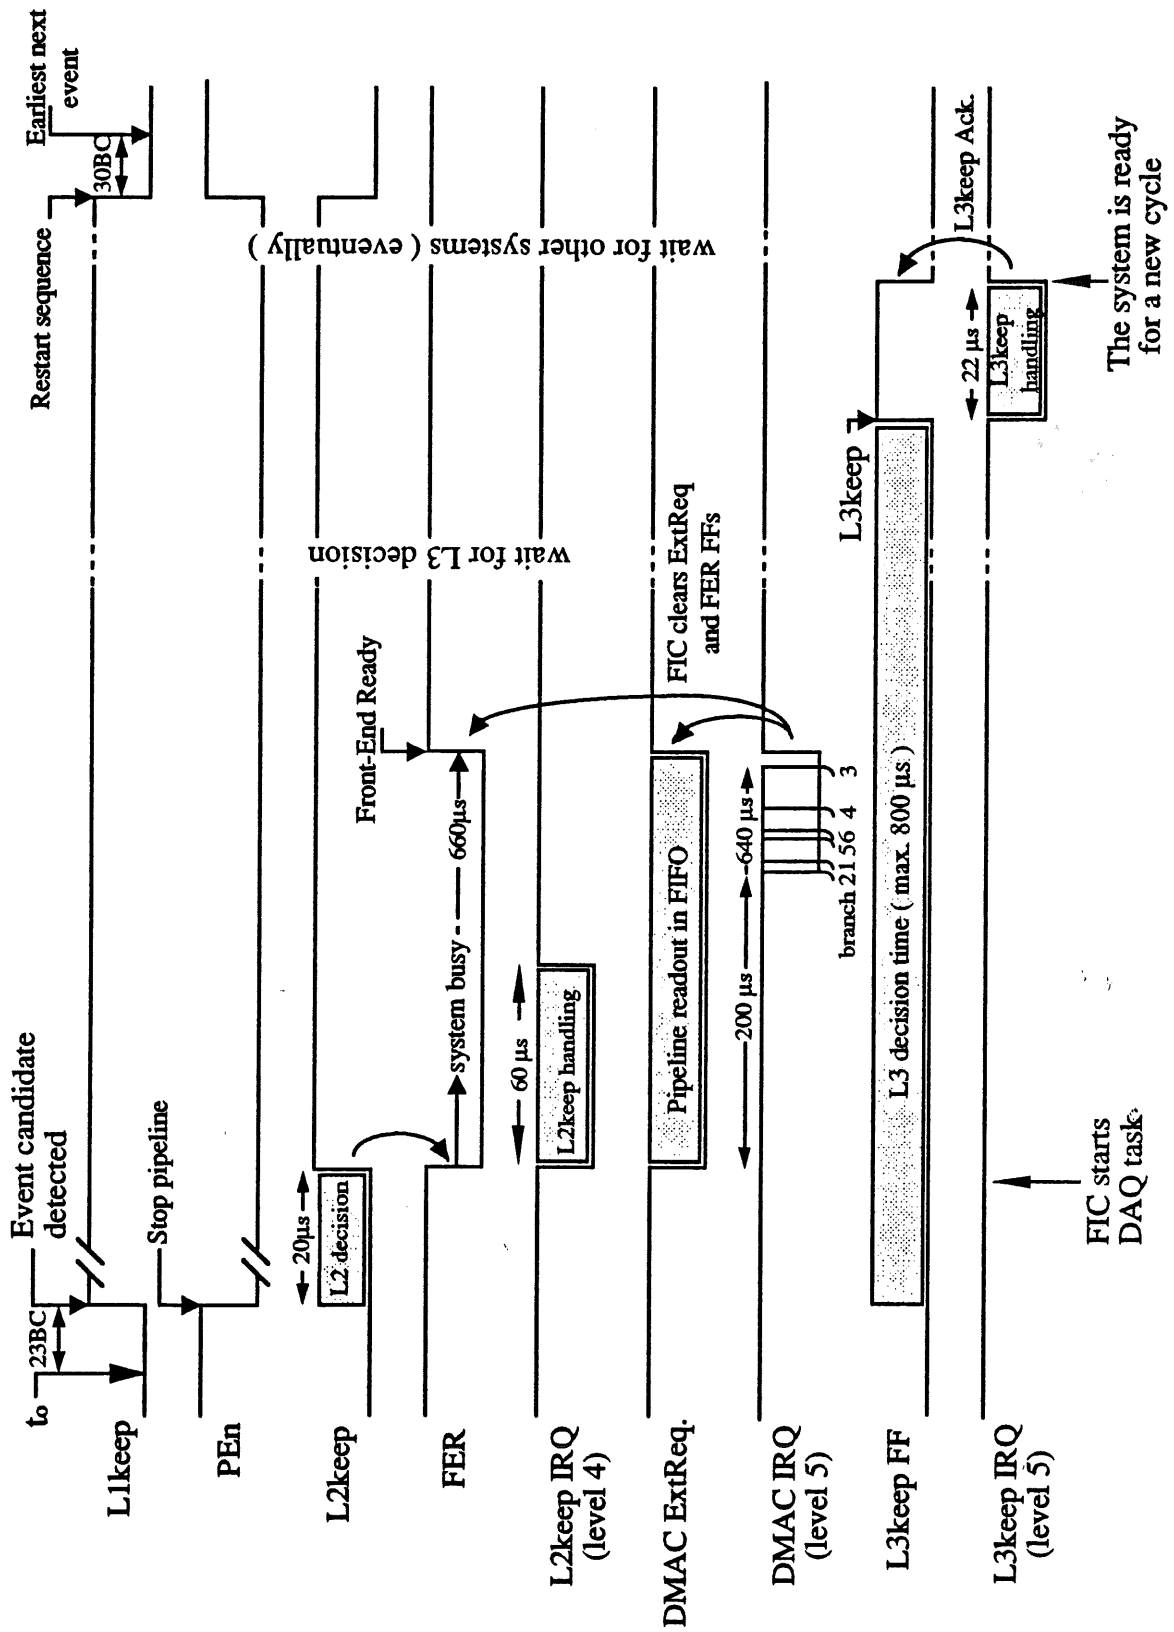 to
23BC
Event candidate
detected
Restart sequence
30BC
Earliest next
event
L1keep
Stop pipeline
PEn
20µs
L2 decision
L2keep
wait for L3 decision
wait for other systems ( eventually )
Front-End Ready
system busy
660µs
FER
60 µs
L2keep handling
L2keep IRQ
(level 4)
Pipeline readout in FIFO
DMAC ExtReq.
FIC clears ExtReq
and FER FFs
200 µs
640 µs
DMAC IRQ
(level 5)
branch 21 56 4 3
L3keep
L3 decision time ( max. 800 µs )
L3keep FF
L3keep Ack.
22 µs
L3keep
handling
L3keep IRQ
(level 5)
FIC starts
DAQ task
The system is ready
for a new cycle